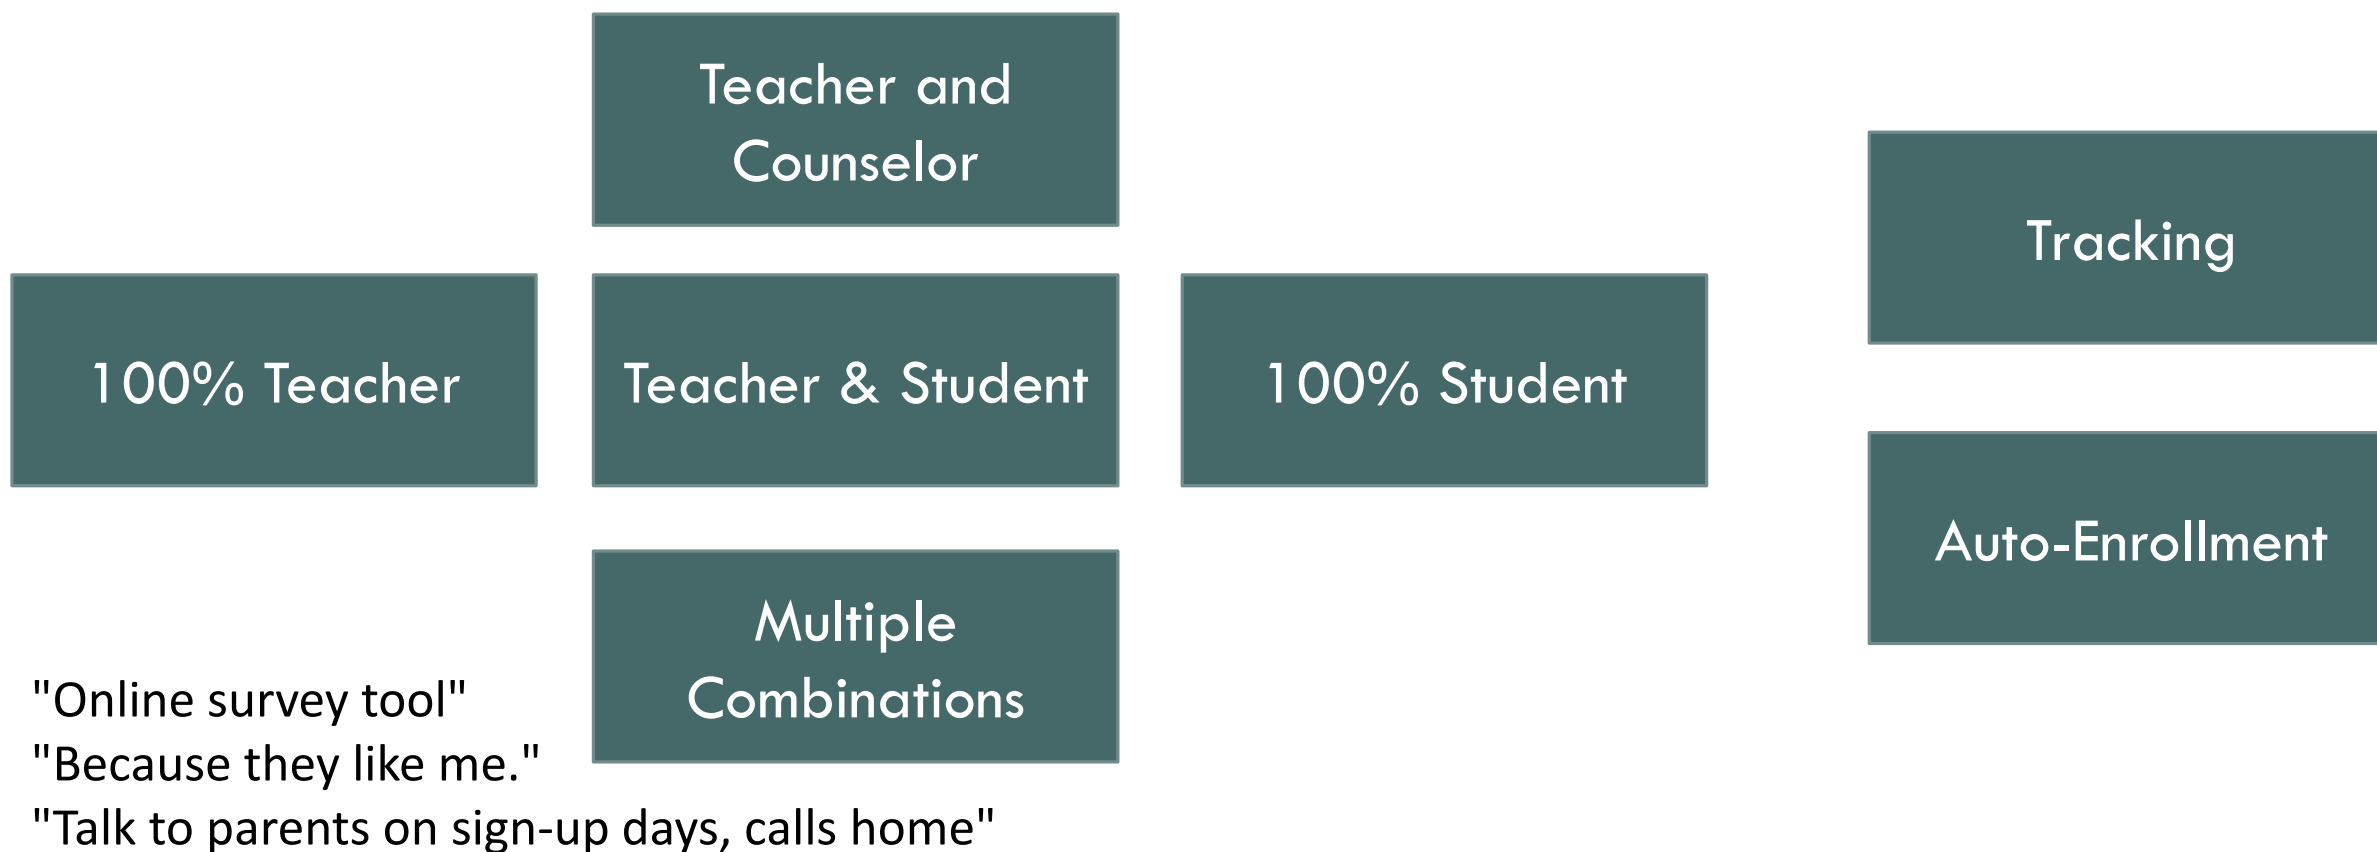 Teacher and
Counselor
Tracking
100% Teacher
Teacher & Student
100% Student
Auto-Enrollment
Multiple
Combinations
"Online survey tool"
"Because they like me."
"Talk to parents on sign-up days, calls home"